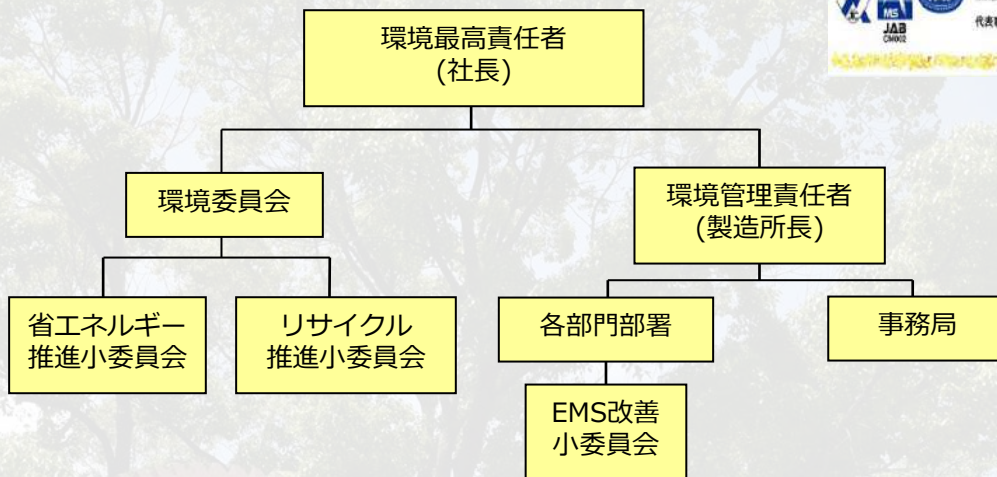 環境最高責任者
(社長)
MS
JAB
CM002
環境委員会
環境管理責任者
(製造所長)
省エネルギー
推進小委員会
リサイクル
推進小委員会
各部門部署
事務局
EMS改善
小委員会